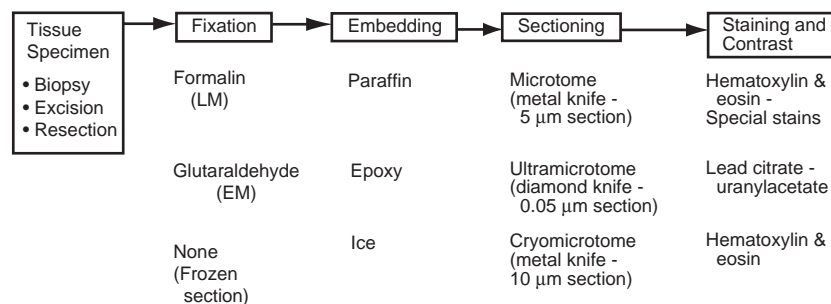 Tissue
Specimen
• Biopsy
• Excision
• Resection
Fixation
Embedding
Sectioning
Staining and
Contrast
Formalin
(LM)
Paraffin
Microtome
(metal knife -
5 μm section)
Hematoxylin &
eosin -
Special stains
Glutaraldehyde
(EM)
Epoxy
Ultramicrotome
(diamond knife -
0.05 μm section)
Lead citrate -
uranylacetate
None
(Frozen
section)
Ice
Cryomicrotome
(metal knife -
10 μm section)
Hematoxylin &
eosin